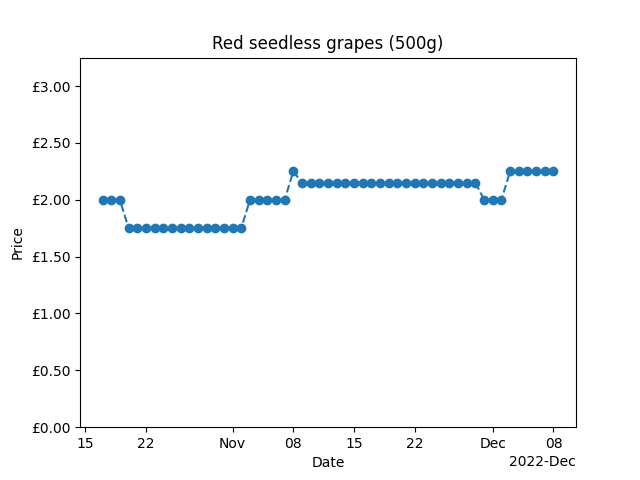 Red seedless grapes (500g)
£3.00
£2.50
£2.00
£1.50
£1.00
£0.50
£0.00
Price
15 22 Nov 08 15 22 Dec 08
Date
2022-Dec